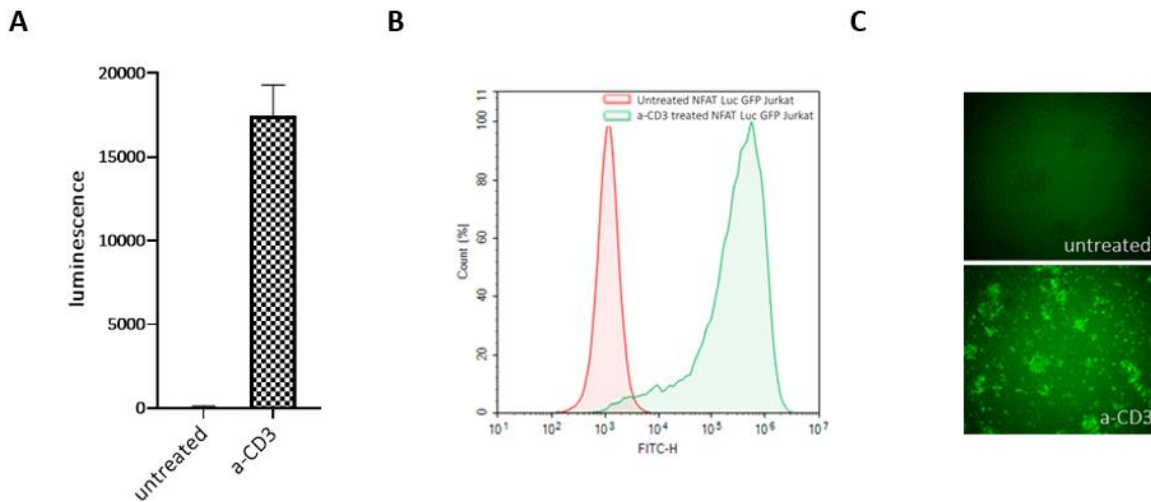 A
B
C
20000
15000
10000
5000
0
luminescence
untreated
a-CD3
Untreated NFAT Luc GFP Jurkat
a-CD3 treated NFAT Luc GFP Jurkat
11
100
80
60
40
20
0
Count [%]
10¹ 10² 10³ 10⁴ 10⁵ 10⁶ 10⁷
FITC-H
untreated
a-CD3